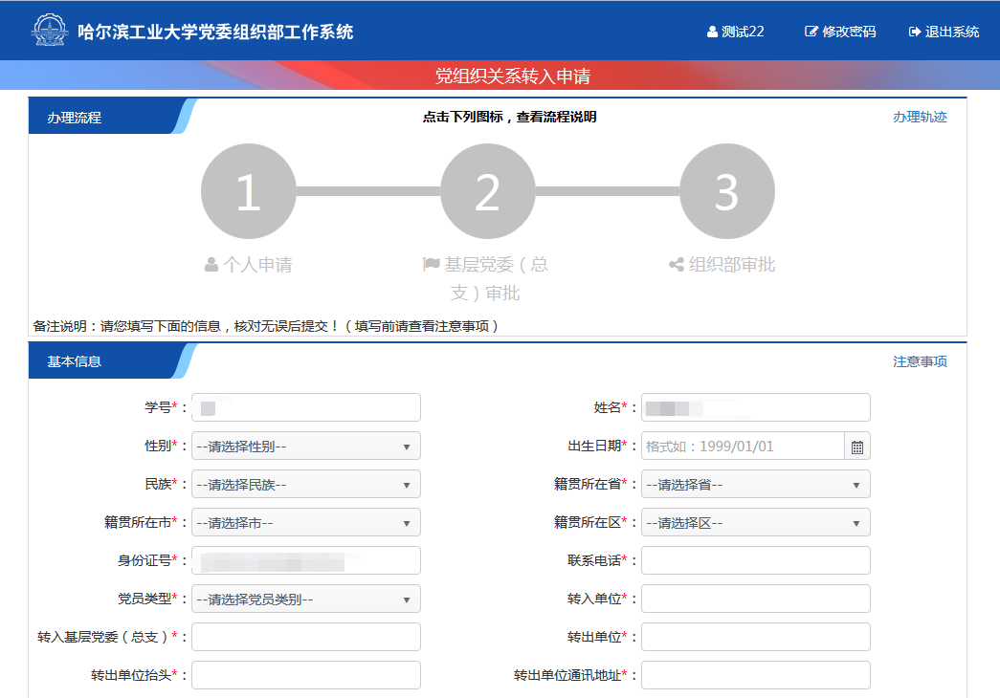 哈尔滨工业大学党委组织部工作系统
测试22 修改密码 退出系统
党组织关系转入申请
办理流程 点击下列图标，查看流程说明 办理轨迹
1 2 3
个人申请 基层党委（总 组织部审批
支）审批
备注说明：请您填写下面的信息，核对无误后提交！（填写前请查看注意事项）
基本信息 注意事项
学号*： 姓名*：
性别*： --请选择性别-- 出生日期*： 格式如：1999/01/01
民族*： --请选择民族-- 籍贯所在省*： --请选择省--
籍贯所在市*： --请选择市-- 籍贯所在区*： --请选择区--
身份证号*： 联系电话*：
党员类型*： --请选择党员类别-- 转入单位*：
转入基层党委（总支）*： 转出单位*：
转出单位抬头*： 转出单位通讯地址*：